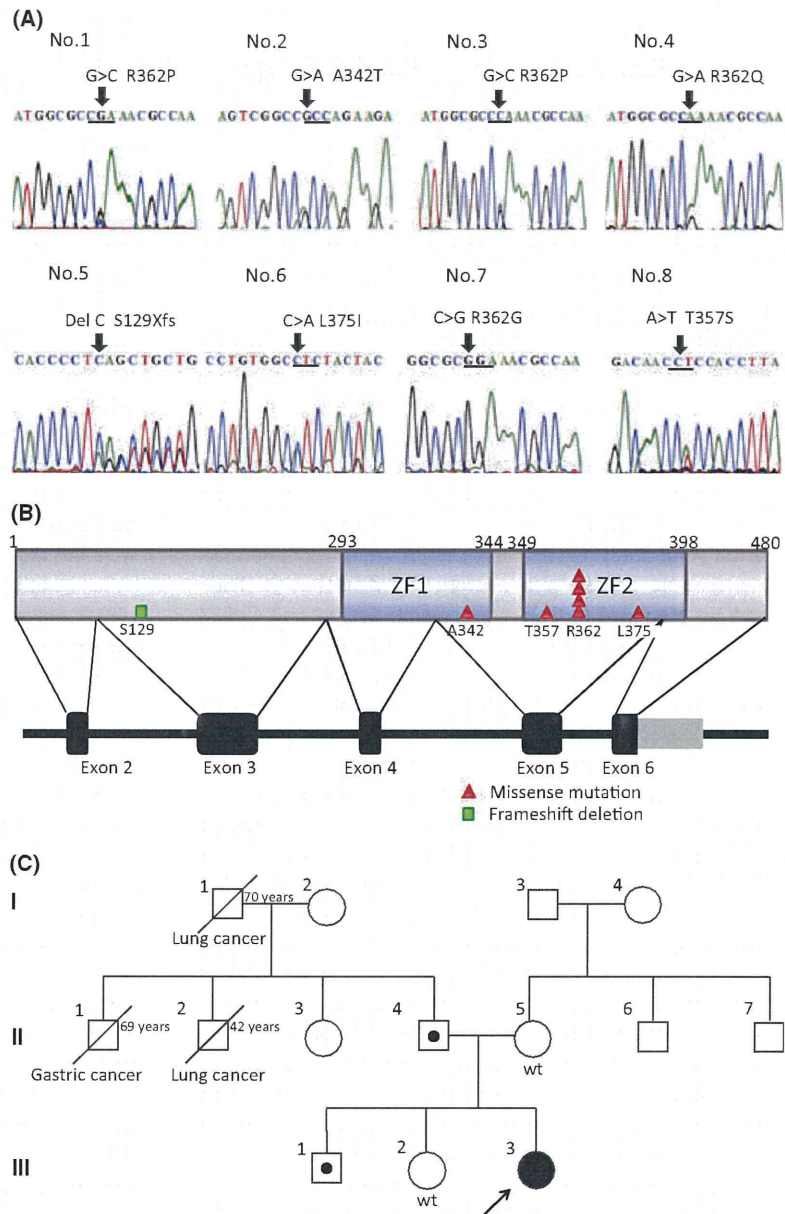 (A)
No.1 No.2 No.3 No.4
G>C R362P G>A A342T G>C R362P G>A R362Q
ATGGCGCCGAAACGCCAA AGTCGGCCGCCAGAAGA ATGGCGCCCAAACGCCAA ATGGCGCCAAAACGCCAA
No.5 No.6 No.7 No.8
Del C S129Xfs C>A L375I C>G R362G A>T T357S
CACCCCTCAGCTGCTG CCTGTGGCCTCTACTAC GGCGCGGAAACGCCAA GACAACCTCCACCTTA
(B)
1 293 344 349 398 480
ZF1 ZF2
S129 A342 T357 R362 L375
Exon 2 Exon 3 Exon 4 Exon 5 Exon 6
Missense mutation
Frameshift deletion
(C)
I 1 70 years 2 3 4
Lung cancer
II 1 69 years 2 42 years 3 4 5 6 7
Gastric cancer Lung cancer wt
III 1 2 3
wt